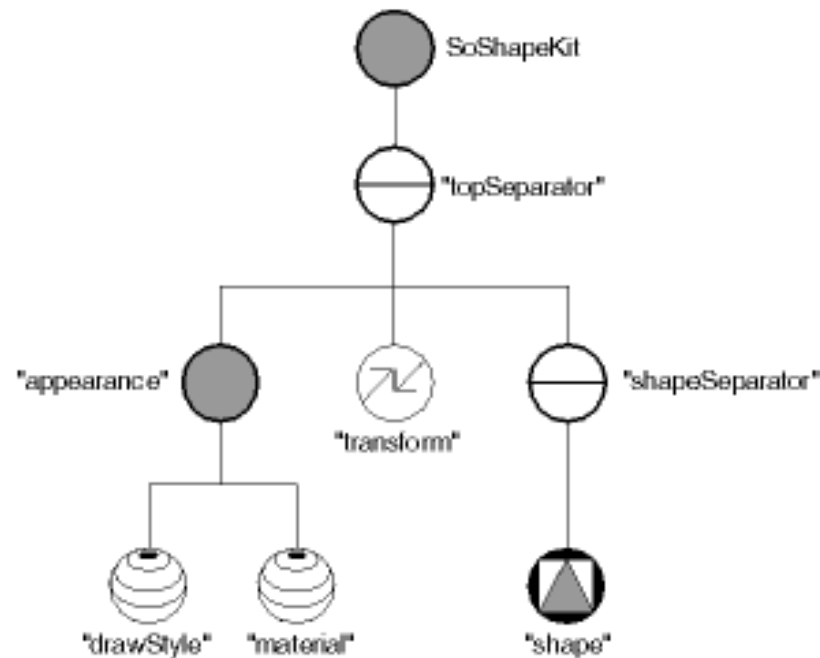 SoShapeKit
"topSeparator"
"appearance"
"shapeSeparator"
"transform"
"drawStyle"
"material"
"shape"